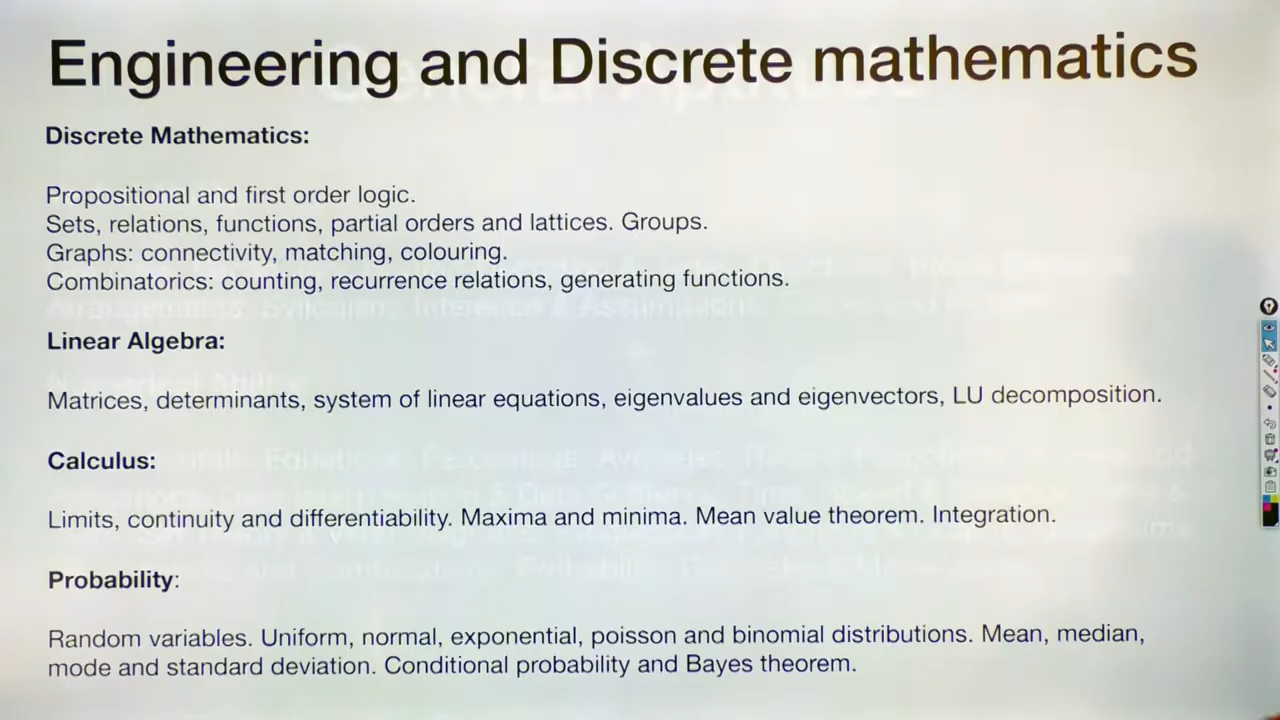 Engineering and Discrete mathematics
Discrete Mathematics:
Propositional and first order logic.
Sets, relations, functions, partial orders and lattices. Groups.
Graphs: connectivity, matching, colouring.
Combinatorics: counting, recurrence relations, generating functions.
Linear Algebra:
Matrices, determinants, system of linear equations, eigenvalues and eigenvectors, LU decomposition.
Calculus:
Limits, continuity and differentiability. Maxima and minima. Mean value theorem. Integration.
Probability:
Random variables. Uniform, normal, exponential, poisson and binomial distributions. Mean, median,
mode and standard deviation. Conditional probability and Bayes theorem.